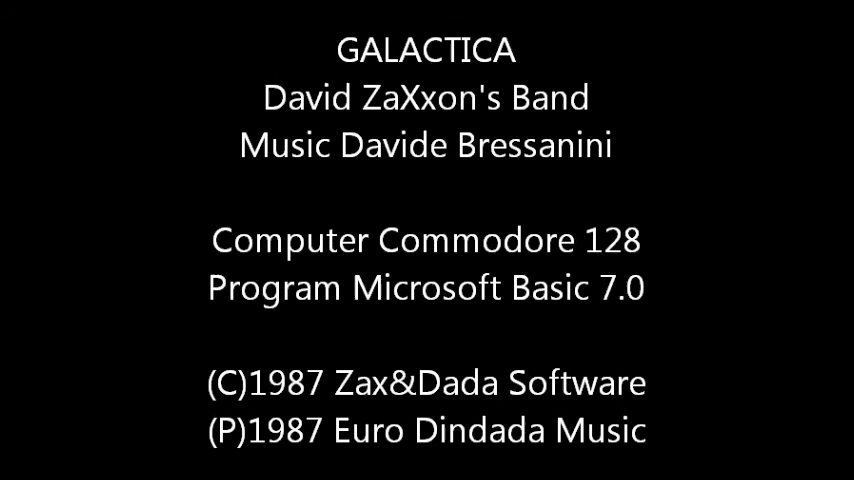 GALACTICA
David ZaXxon's Band
Music Davide Bressanini
Computer Commodore 128
Program Microsoft Basic 7.0
(C)1987 Zax&Dada Software
(P)1987 Euro Dindada Music